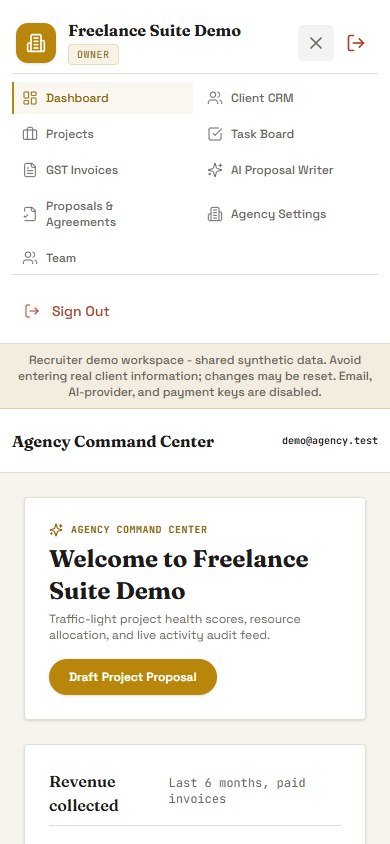 Freelance Suite Demo
OWNER
Dashboard
Client CRM
Projects
Task Board
GST Invoices
AI Proposal Writer
Proposals &
Agreements
Agency Settings
Team
Sign Out
Recruiter demo workspace - shared synthetic data. Avoid
entering real client information; changes may be reset. Email,
AI-provider, and payment keys are disabled.
Agency Command Center
demo@agency.test
AGENCY COMMAND CENTER
Welcome to Freelance
Suite Demo
Traffic-light project health scores, resource
allocation, and live activity audit feed.
Draft Project Proposal
Revenue
collected
Last 6 months, paid
invoices